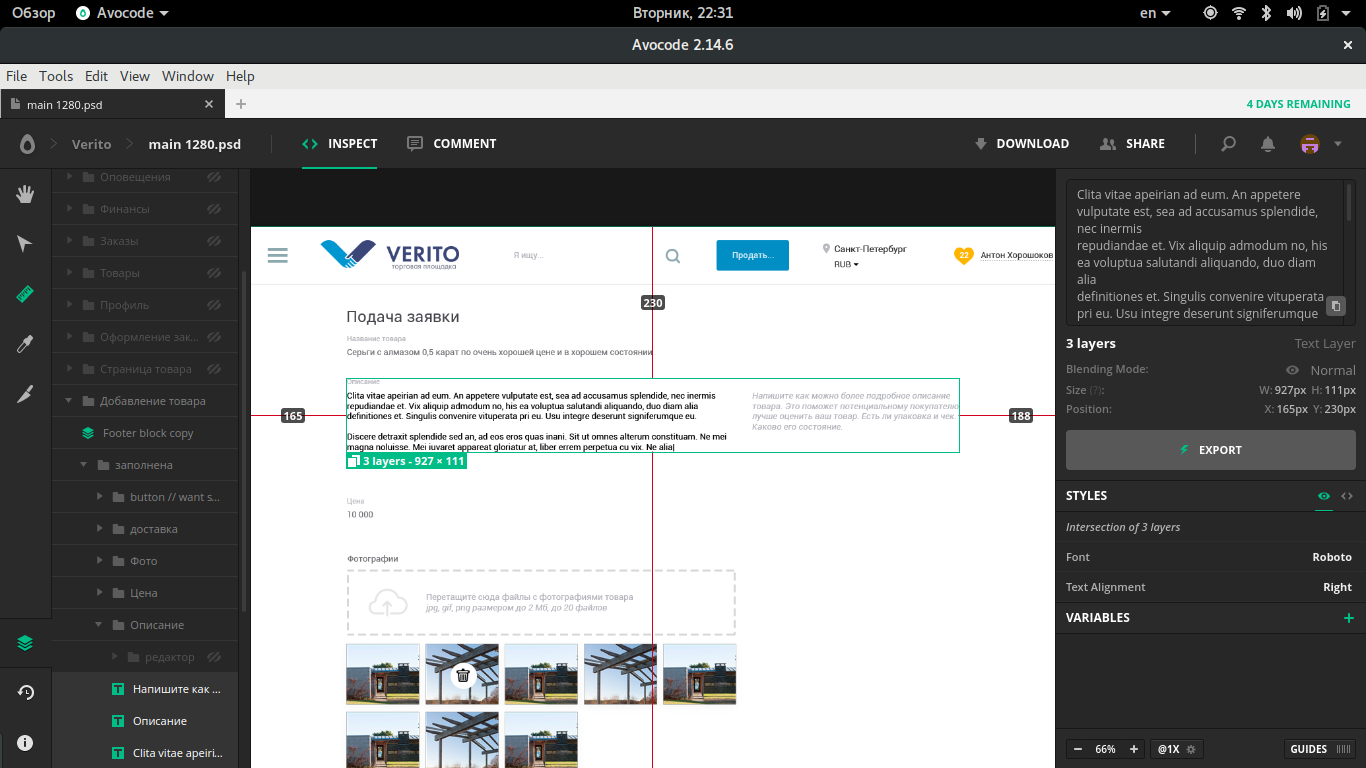 Обзор
Avocode
Вторник, 22:31
en
Avocode 2.14.6
File Tools Edit View Window Help
main 1280.psd
4 DAYS REMAINING
Verito
main 1280.psd
INSPECT
COMMENT
DOWNLOAD
SHARE
Оповещения
Финансы
Заказы
Товары
Профиль
Оформление зак...
Страница товара
Добавление товара
Footer block copy
заполнена
button // want s...
доставка
Фото
Цена
Описание
редактор
Напишите как ...
Описание
Clita vitae apeiri...
VERITO
торговая площадка
Я ищу...
Продать...
Санкт-Петербург
RUB
22
Антон Хорошоков
230
Подача заявки
Название товара
Серьги с алмазом 0,5 карат по очень хорошей цене и в хорошем состоянии
Описание
Clita vitae apeirian ad eum. An appetere vulputate est, sea ad accusamus splendide, nec inermis
repudiandae et. Vix aliquip admodum no, his ea voluptua salutandi aliquando, duo diam alia
definitiones et. Singulis convenire vituperata pri eu. Usu integre deserunt signiferumque eu.
Discere detraxit splendide sed an, ad eos eros quas inani. Sit ut omnes alterum constituam. Ne mei
magna noluisse. Mei iuvaret appareat gloriatur at, liber errem perpetua cu vix. Ne alia
Напишите как можно более подробное описание
товара. Это поможет потенциальному покупателю
лучше оценить ваш товар. Есть ли упаковка и чек.
Каково его состояние.
165
188
3 layers - 927 × 111
Цена
10 000
Фотографии
Перетащите сюда файлы с фотографиями товара
jpg, gif, png размером до 2 Мб, до 20 файлов
Clita vitae apeirian ad eum. An appetere
vulputate est, sea ad accusamus splendide,
nec inermis
repudiandae et. Vix aliquip admodum no, his
ea voluptua salutandi aliquando, duo diam
alia
definitiones et. Singulis convenire vituperata
pri eu. Usu integre deserunt signiferumque
3 layers
Text Layer
Blending Mode:
Normal
Size (?):
W: 927px H: 111px
Position:
X: 165px Y: 230px
EXPORT
STYLES
Intersection of 3 layers
Font
Roboto
Text Alignment
Right
VARIABLES
66%
@1X
GUIDES